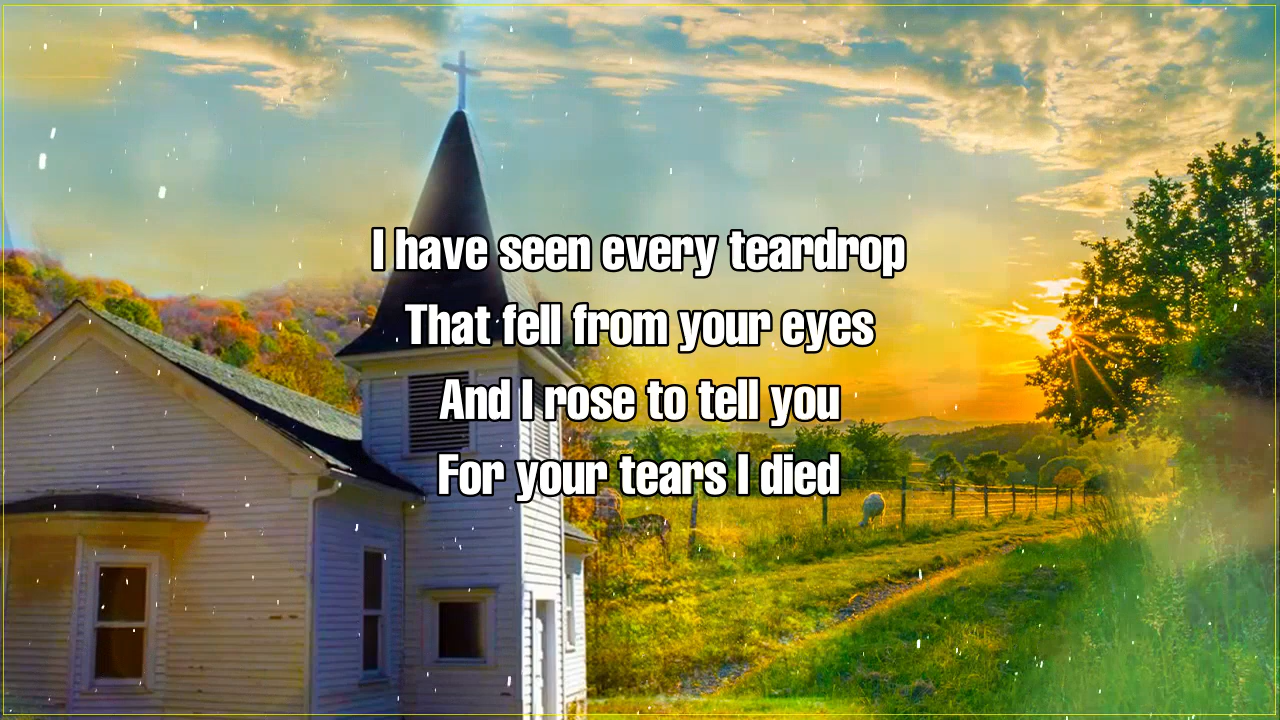 I have seen every teardrop
That fell from your eyes
And I rose to tell you
For your tears I died